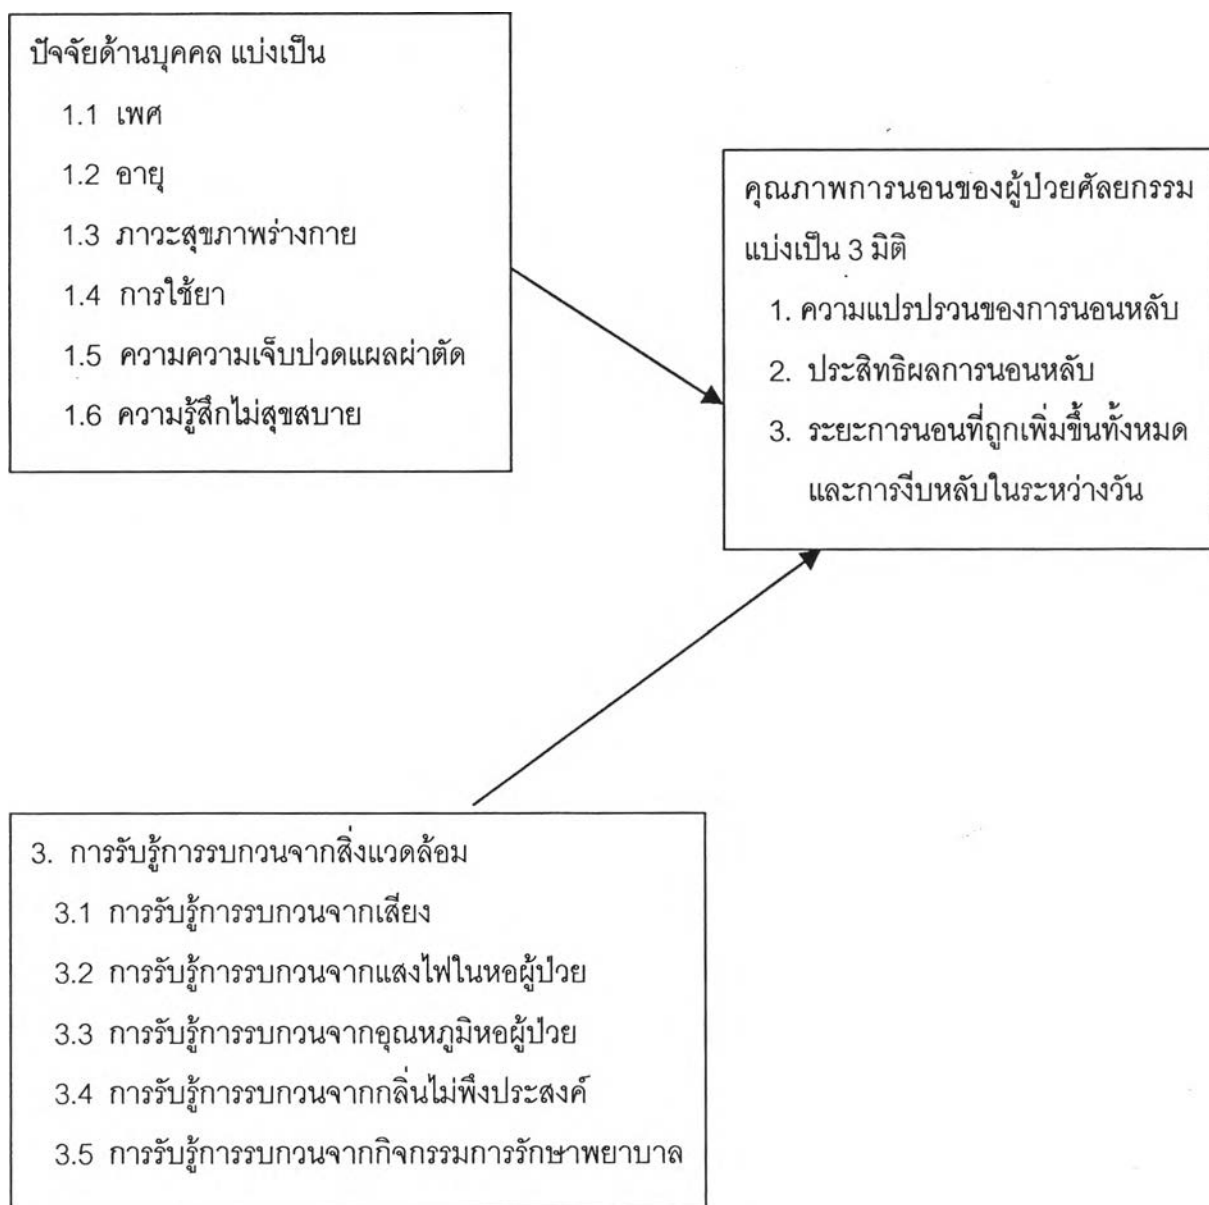 ปัจจัยด้านบุคคล แบ่งเป็น
1.1 เพศ
1.2 อายุ
1.3 ภาวะสุขภาพร่างกาย
1.4 การใช้ยา
1.5 ความความเจ็บปวดแผลผ่าตัด
1.6 ความรู้สึกไม่สุขสบาย
คุณภาพการนอนของผู้ป่วยศัลยกรรม
แบ่งเป็น 3 มิติ
1. ความแปรปรวนของการนอนหลับ
2. ประสิทธิผลการนอนหลับ
3. ระยะการนอนที่ถูกเพิ่มขึ้นทั้งหมด
และการงีบหลับในระหว่างวัน
3. การรับรู้การรบกวนจากสิ่งแวดล้อม
3.1 การรับรู้การรบกวนจากเสียง
3.2 การรับรู้การรบกวนจากแสงไฟในหอผู้ป่วย
3.3 การรับรู้การรบกวนจากอุณหภูมิหอผู้ป่วย
3.4 การรับรู้การรบกวนจากกลิ่นไม่พึงประสงค์
3.5 การรับรู้การรบกวนจากกิจกรรมการรักษาพยาบาล